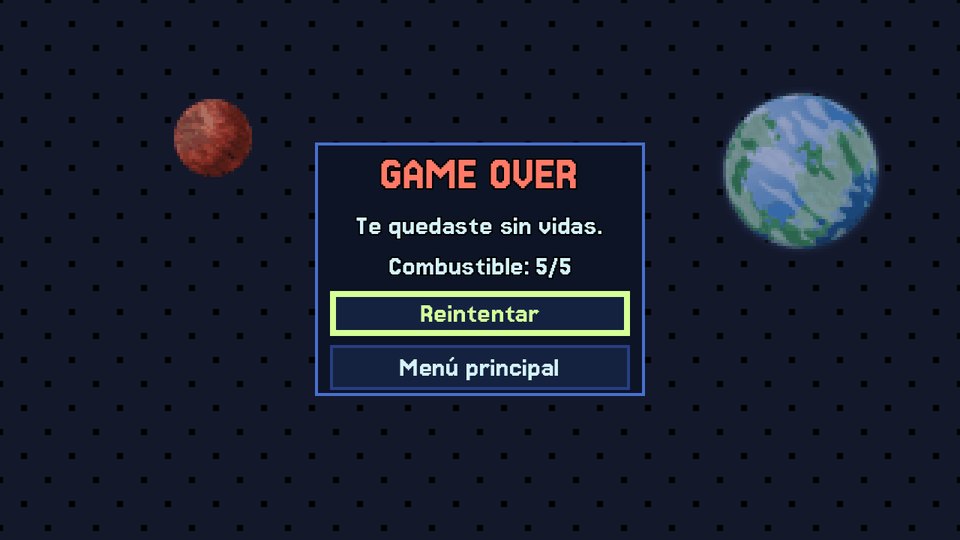 GAME OVER
Te quedaste sin vidas.
Combustible: 5/5
Reintentar
Menú principal